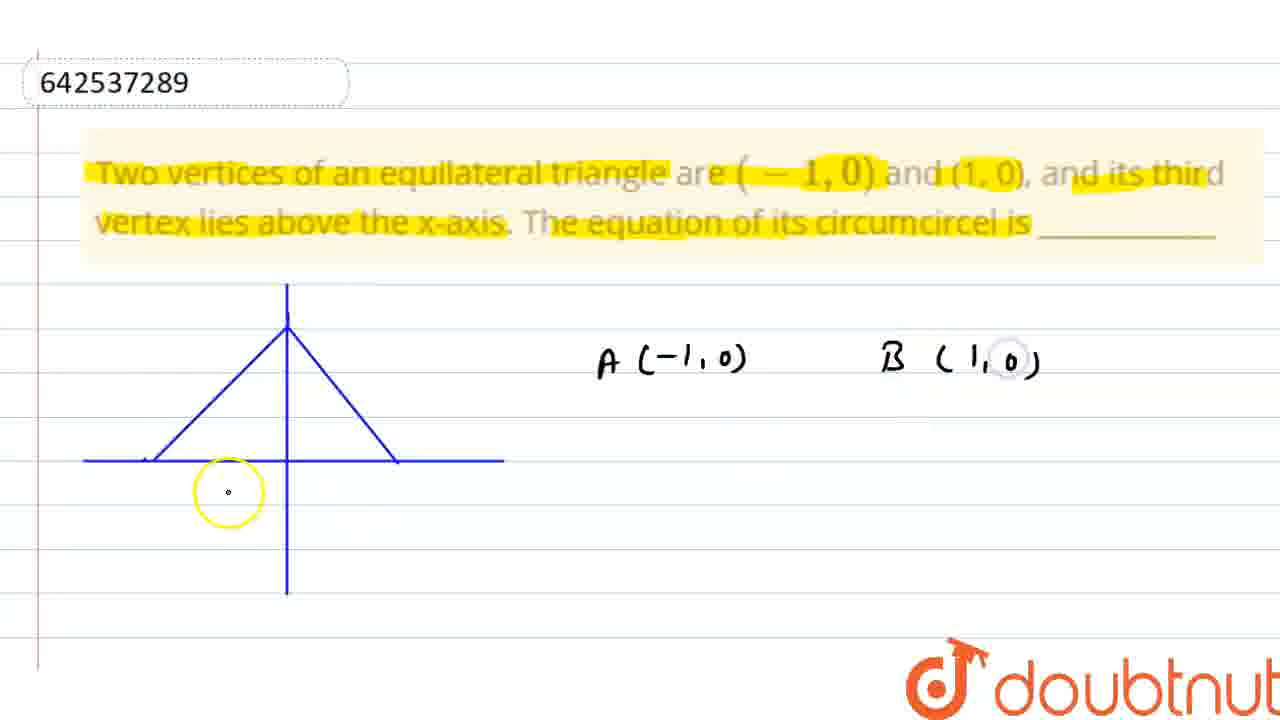 642537289
Two vertices of an equilateral triangle are (−1, 0) and (1, 0), and its third
vertex lies above the x-axis. The equation of its circumcircel is ____________
A (-1, 0) B (1, 0)
doubtnut